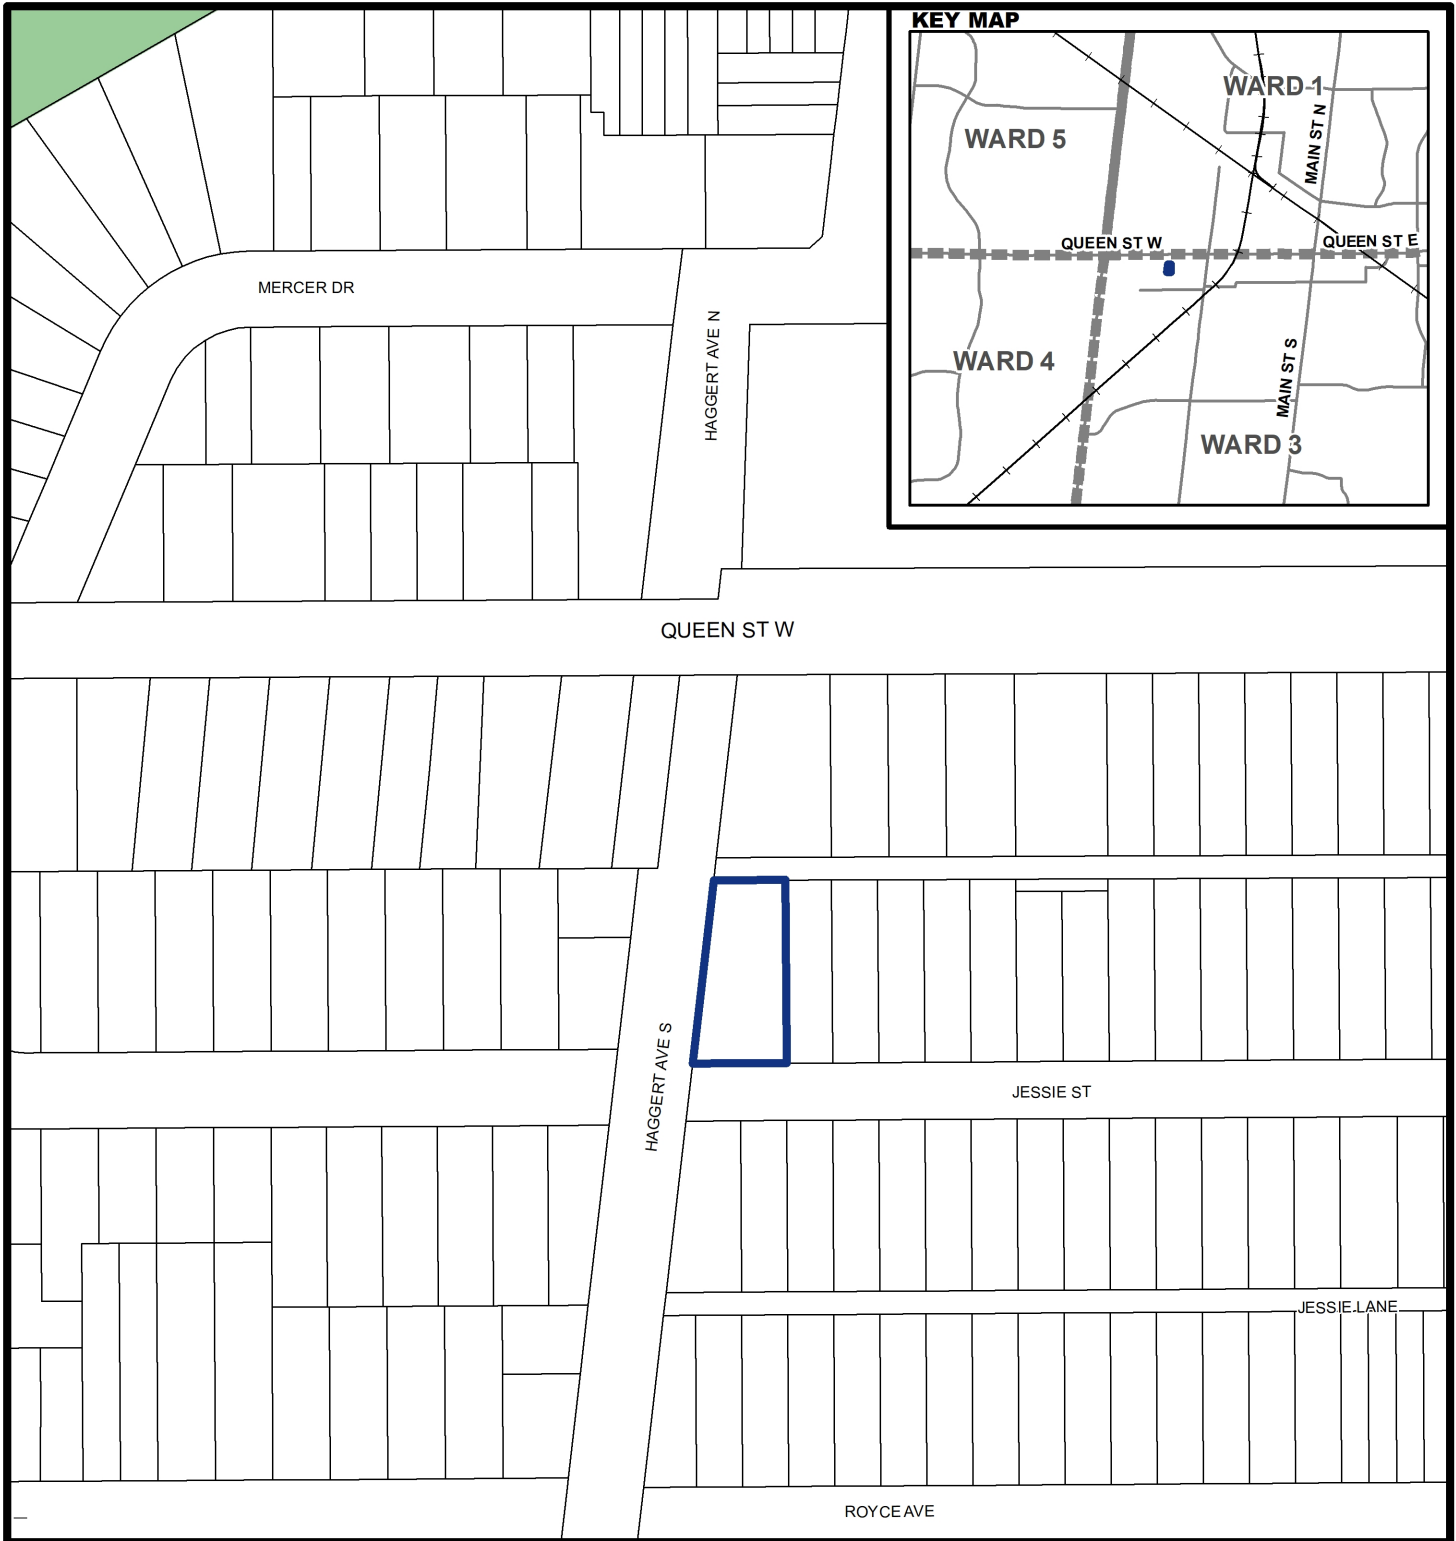 KEY MAP
WARD 1
WARD 5
MAIN ST N
QUEEN ST W
QUEEN ST E
WARD 4
MAIN ST S
WARD 3
MERCER DR
HAGGERT AVE N
QUEEN ST W
HAGGERT AVE S
JESSIE ST
JESSIE LANE
ROYCE AVE